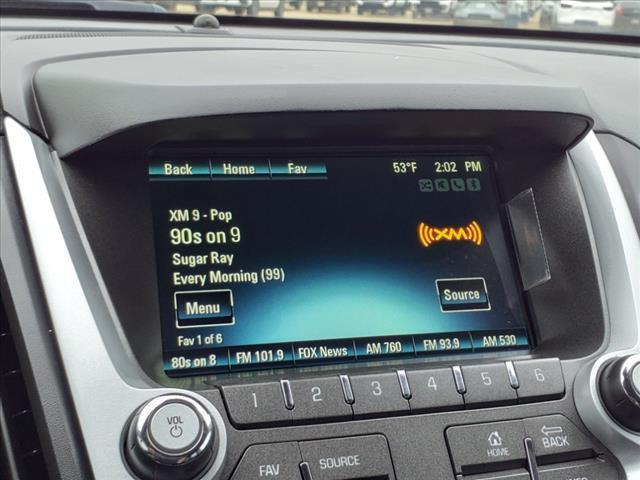 Back Home Fav 53°F 2:02 PM
XM 9 - Pop
90s on 9
((XM))
Sugar Ray
Every Morning (99)
Menu
Source
Fav 1 of 6
80s on 8 FM 101.9 FOX News AM 760 FM 93.9 AM 530
1 2 3 4 5 6
VOL
FAV SOURCE HOME BACK